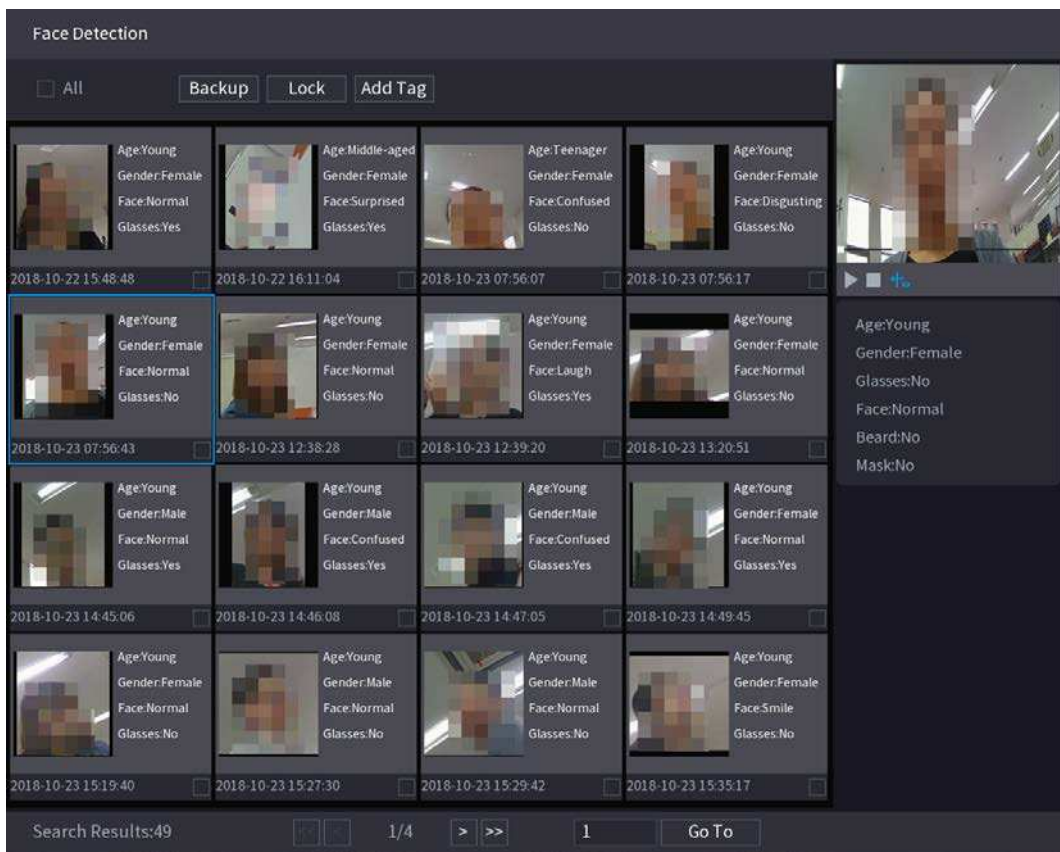 Face Detection
All
Backup
Lock
Add Tag
Age:Young
Gender:Female
Face:Normal
Glasses:Yes
2018-10-22 15:48:48
Age:Middle-aged
Gender:Female
Face:Surprised
Glasses:Yes
2018-10-22 16:11:04
Age:Teenager
Gender:Female
Face:Confused
Glasses:No
2018-10-23 07:56:07
Age:Young
Gender:Female
Face:Disgusting
Glasses:No
2018-10-23 07:56:17
Age:Young
Gender:Female
Face:Normal
Glasses:No
2018-10-23 07:56:43
Age:Young
Gender:Female
Face:Normal
Glasses:No
2018-10-23 12:38:28
Age:Young
Gender:Female
Face:Laugh
Glasses:Yes
2018-10-23 12:39:20
Age:Young
Gender:Female
Face:Normal
Glasses:No
2018-10-23 13:20:51
Age:Young
Gender:Male
Face:Normal
Glasses:Yes
2018-10-23 14:45:06
Age:Young
Gender:Male
Face:Confused
Glasses:Yes
2018-10-23 14:46:08
Age:Young
Gender:Male
Face:Confused
Glasses:Yes
2018-10-23 14:47:05
Age:Young
Gender:Female
Face:Normal
Glasses:Yes
2018-10-23 14:49:45
Age:Young
Gender:Female
Face:Normal
Glasses:No
2018-10-23 15:19:40
Age:Young
Gender:Male
Face:Normal
Glasses:No
2018-10-23 15:27:30
Age:Young
Gender:Male
Face:Normal
Glasses:No
2018-10-23 15:29:42
Age:Young
Gender:Female
Face:Smile
Glasses:No
2018-10-23 15:35:17
Age:Young
Gender:Female
Glasses:No
Face:Normal
Beard:No
Mask:No
Search Results:49
<< < 1/4 > >> 1 Go To